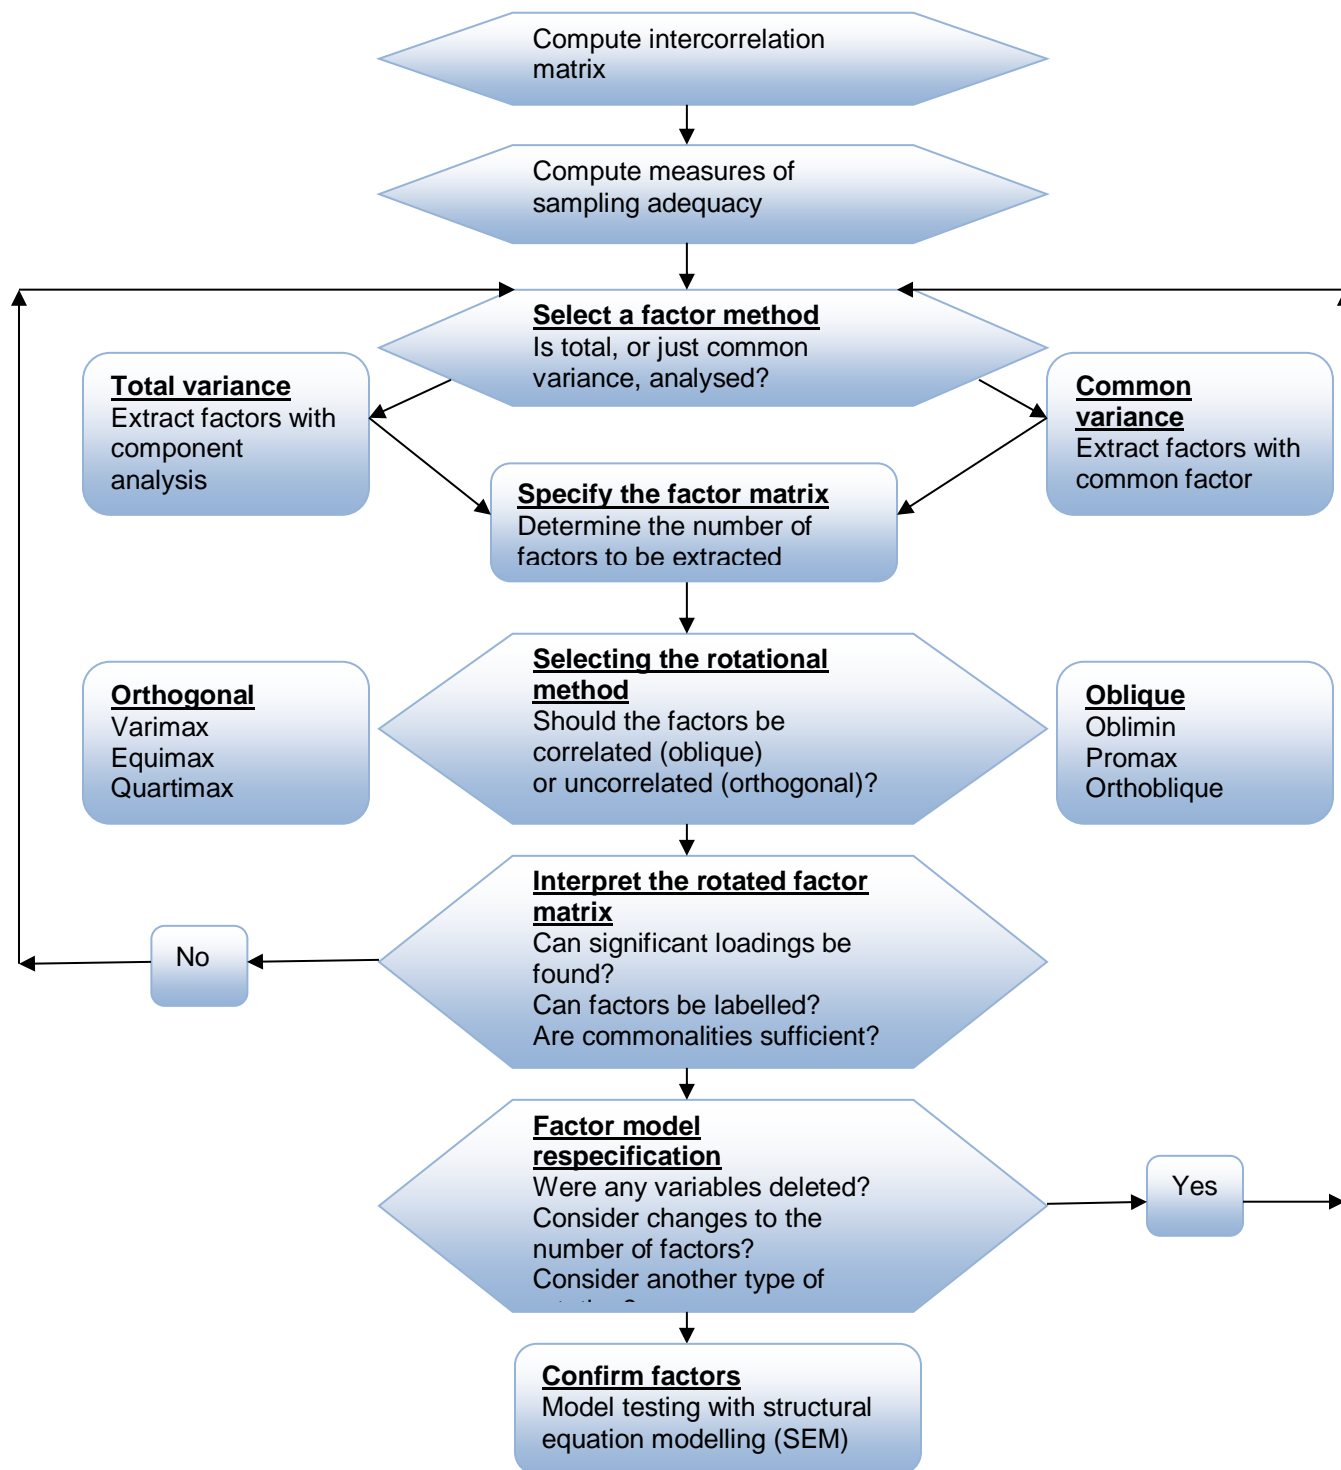 Compute intercorrelation
matrix
Compute measures of
sampling adequacy
Select a factor method
Is total, or just common
variance, analysed?
Total variance
Extract factors with
component
analysis
Common
variance
Extract factors with
common factor
Specify the factor matrix
Determine the number of
factors to be extracted
Selecting the rotational
method
Should the factors be
correlated (oblique)
or uncorrelated (orthogonal)?
Orthogonal
Varimax
Equimax
Quartimax
Oblique
Oblimin
Promax
Orthoblique
Interpret the rotated factor
matrix
Can significant loadings be
found?
Can factors be labelled?
Are commonalities sufficient?
No
Factor model
respecification
Were any variables deleted?
Consider changes to the
number of factors?
Consider another type of
Yes
Confirm factors
Model testing with structural
equation modelling (SEM)